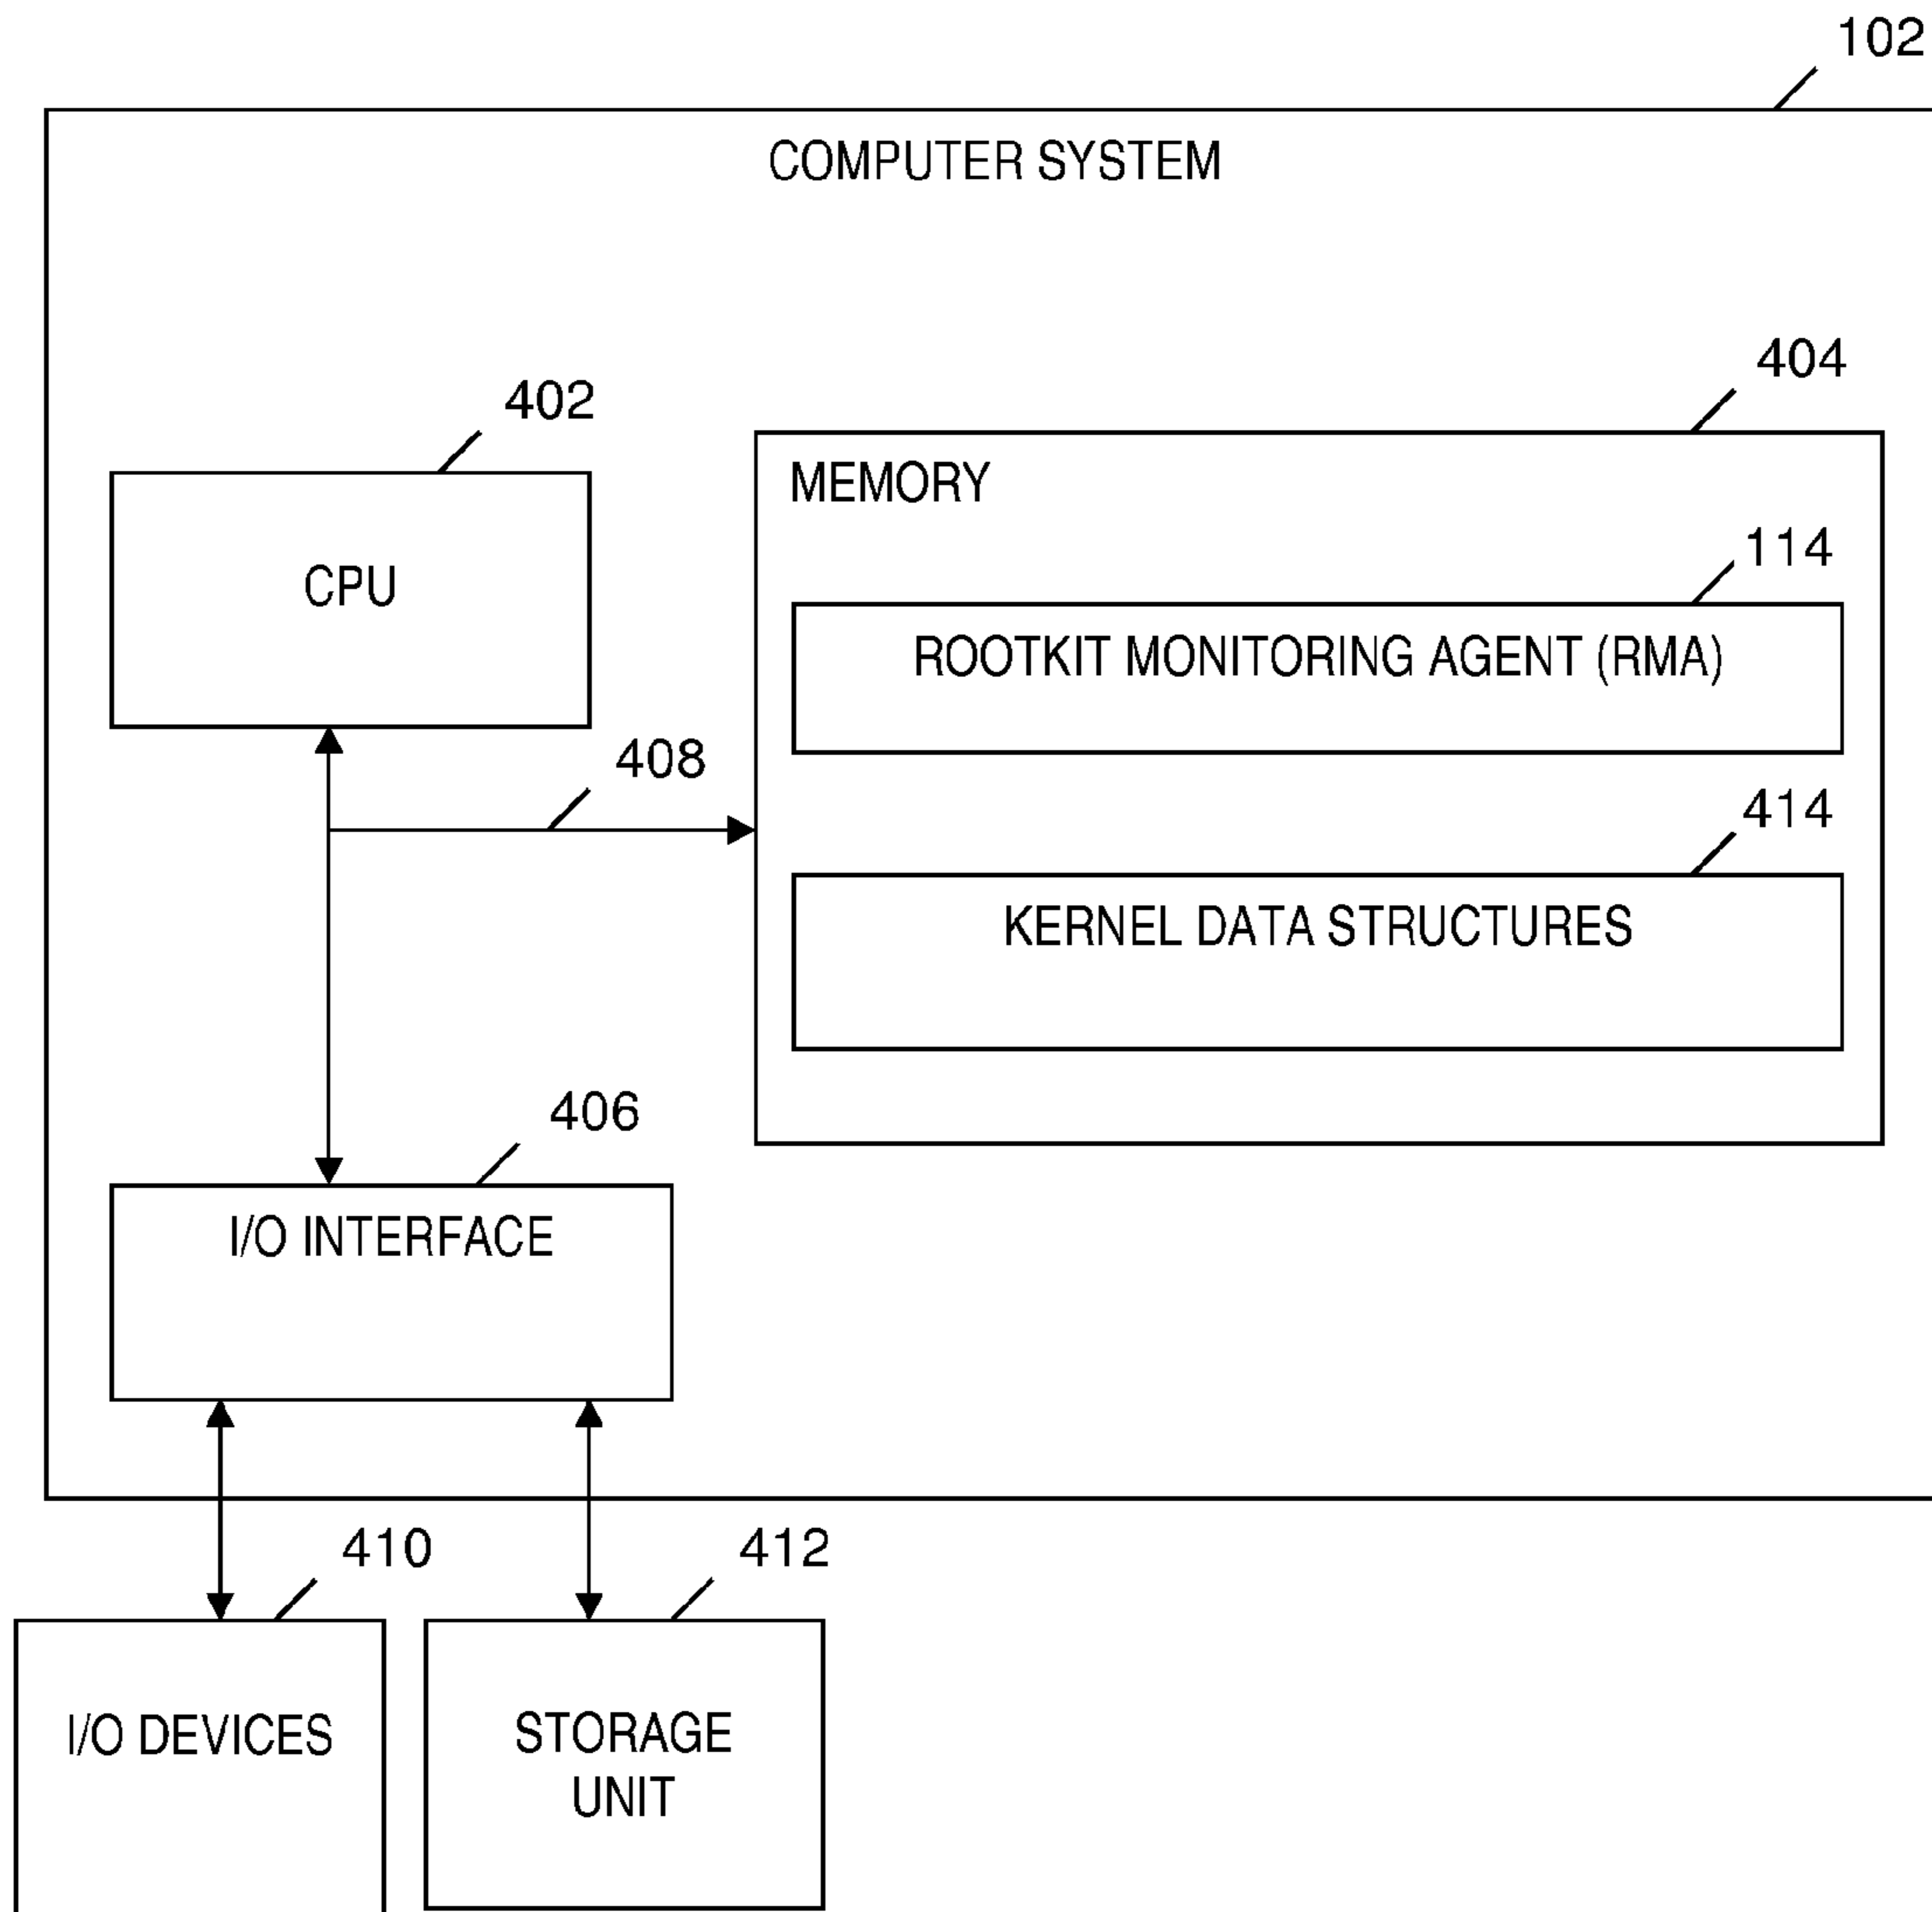 102
COMPUTER SYSTEM
404
402
MEMORY
114
CPU
ROOTKIT MONITORING AGENT (RMA)
408
414
KERNEL DATA STRUCTURES
406
I/O INTERFACE
410
412
I/O DEVICES
STORAGE
UNIT